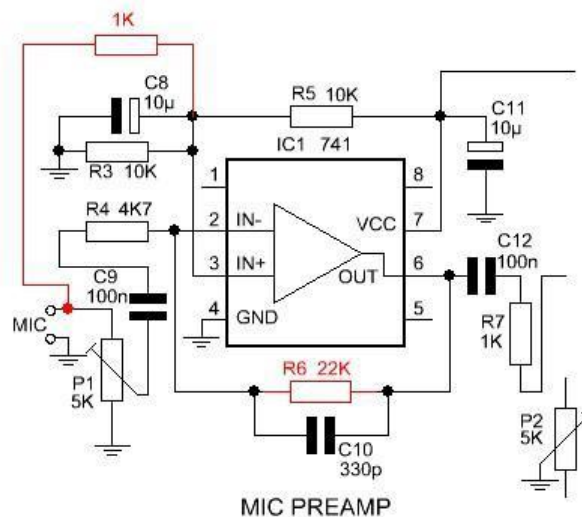 1K
C8
10µ
R5 10K
C11
10µ
IC1 741
R3 10K
1
8
R4 4K7
2
IN-
VCC
7
C9
100n
3
IN+
OUT
6
C12
100n
MIC
4
GND
5
R7
1K
P1
5K
R6 22K
P2
5K
C10
330p
MIC PREAMP